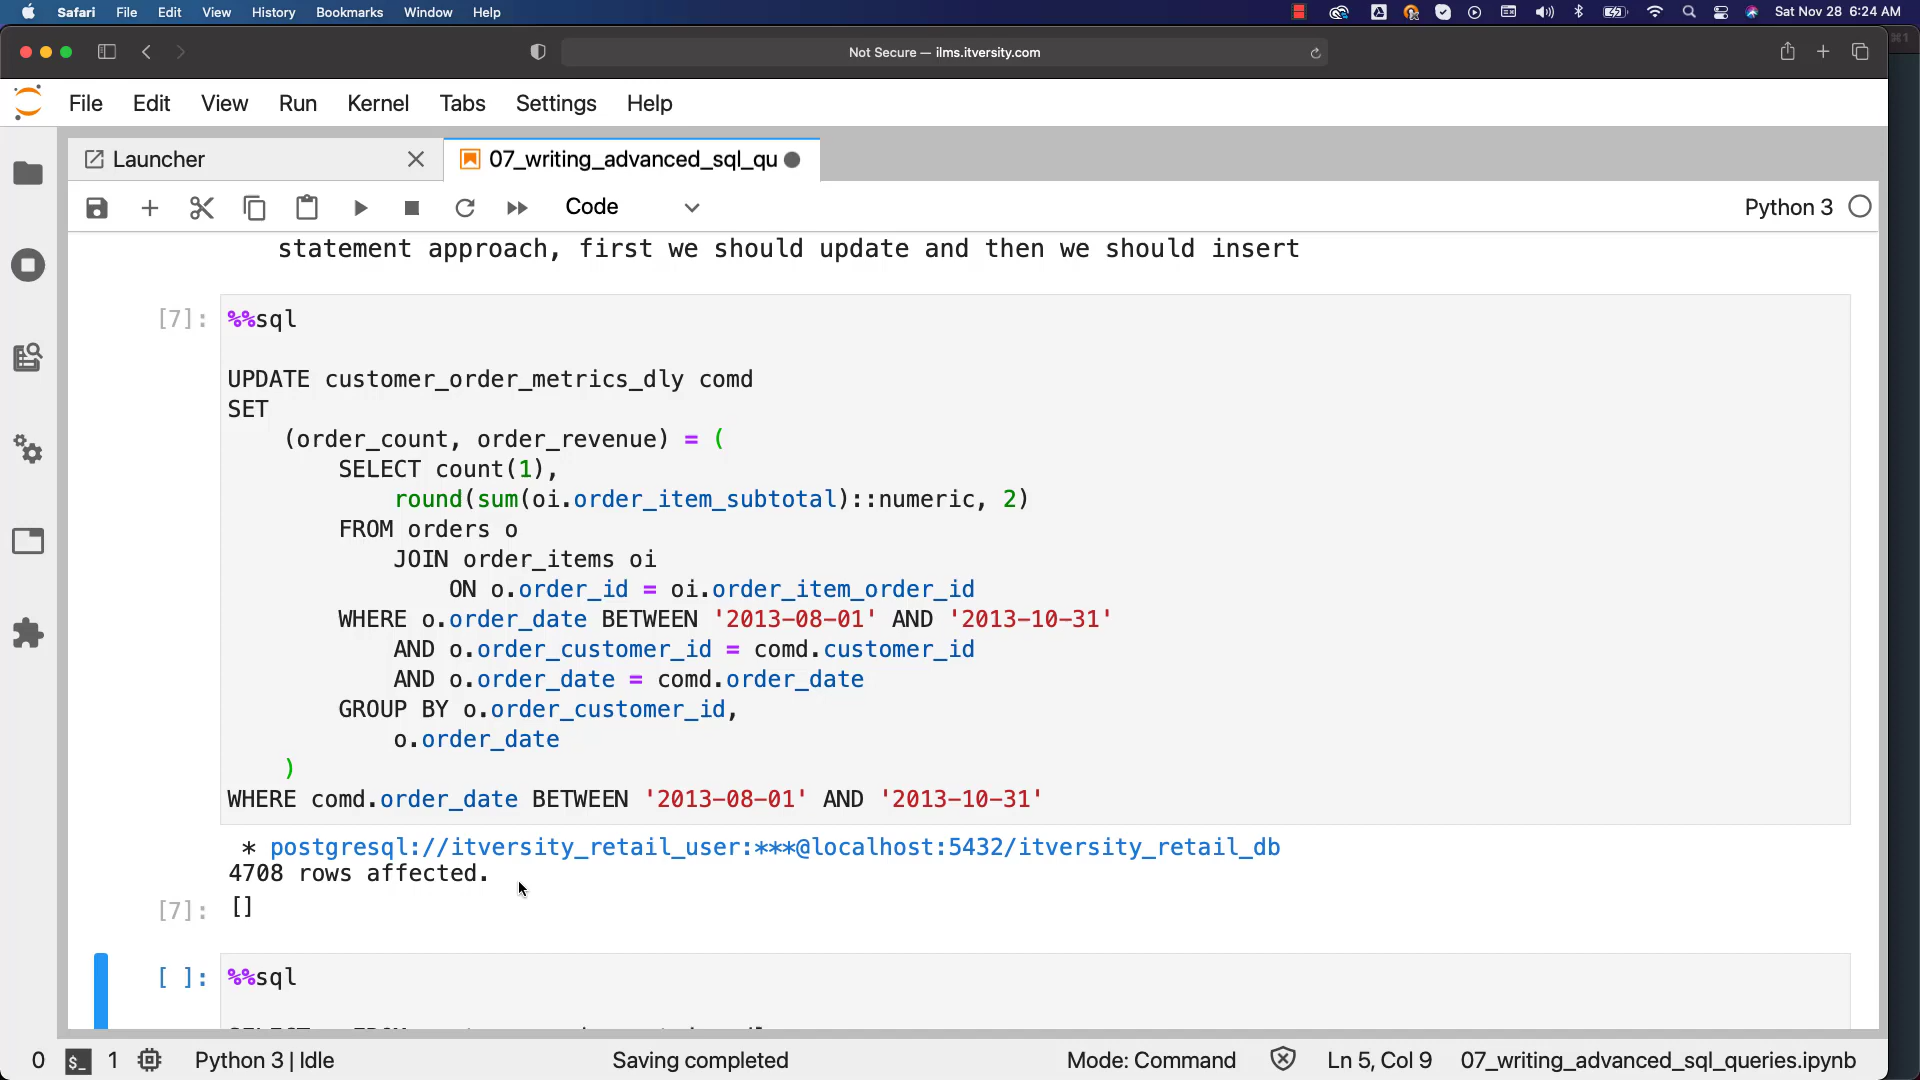 Safari File Edit View History Bookmarks Window Help Sat Nov 28 6:24 AM
Not Secure — ilms.itversity.com
⌘1
File Edit View Run Kernel Tabs Settings Help
Launcher 07_writing_advanced_sql_qu
Code Python 3
statement approach, first we should update and then we should insert
[7]: %%sql
UPDATE customer_order_metrics_dly comd
SET
(order_count, order_revenue) = (
SELECT count(1),
round(sum(oi.order_item_subtotal)::numeric, 2)
FROM orders o
JOIN order_items oi
ON o.order_id = oi.order_item_order_id
WHERE o.order_date BETWEEN '2013-08-01' AND '2013-10-31'
AND o.order_customer_id = comd.customer_id
AND o.order_date = comd.order_date
GROUP BY o.order_customer_id,
o.order_date
)
WHERE comd.order_date BETWEEN '2013-08-01' AND '2013-10-31'
* postgresql://itversity_retail_user:***@localhost:5432/itversity_retail_db
4708 rows affected.
[7]: []
[ ]: %%sql
0 $_ 1 Python 3 | Idle Saving completed Mode: Command Ln 5, Col 9 07_writing_advanced_sql_queries.ipynb